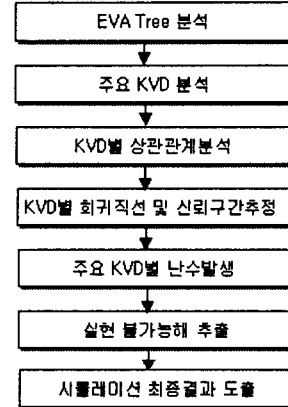 EVA Tree 분석
주요 KVD 분석
KVD별 상관관계분석
KVD별 회귀직선 및 신뢰구간추정
주요 KVD별 난수발생
실현 불가능해 추출
시뮬레이션 최종결과 도출